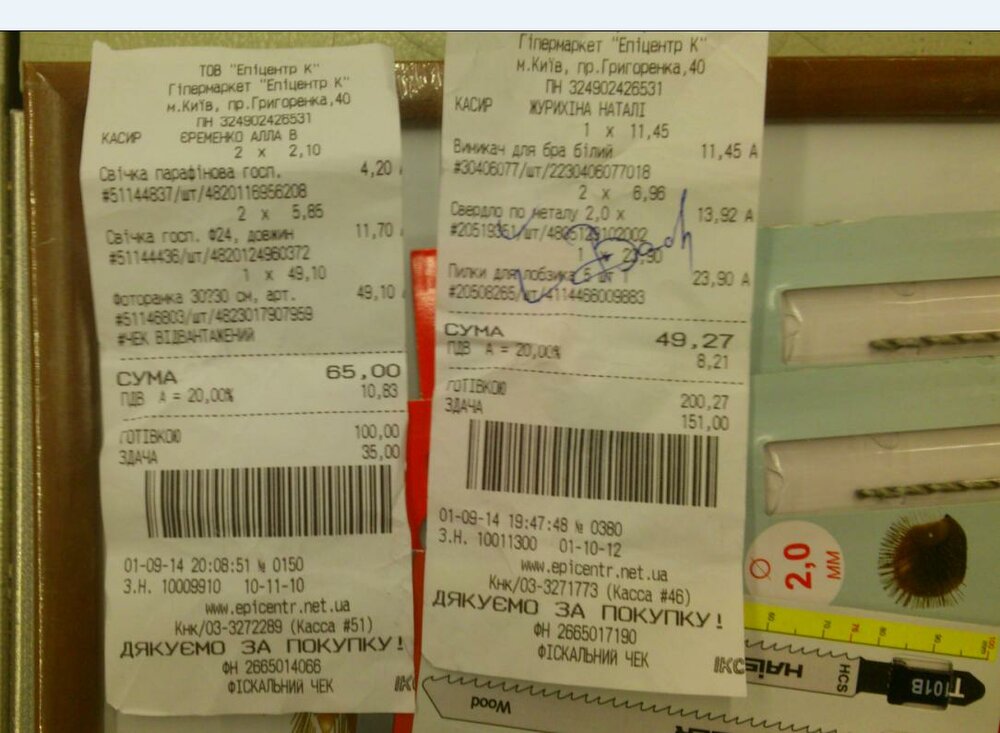 ТОВ "Епіцентр К"
Гіпермаркет "Епіцентр К"
м.Київ, пр.Григоренка,40
ПН 324902426531
КАСИР ЄРЕМЕНКО АЛЛА В
2 x 2,10
Свічка парафінова госп. 4,20
#51144837/шт/4820116956208
2 x 5,85
Свічка госп. Ф24, довжин 11,70
#51144436/шт/4820124960372
1 x 49,10
Фоторамка 30?30 см, арт. 49,10
#51146803/шт/4823017907959
#ЧЕК ВІДВАНТАЖЕНИЙ
СУМА 65,00
ПДВ А = 20,00% 10,83
ГОТІВКОЮ 100,00
ЗДАЧА 35,00
01-09-14 20:08:51 № 0150
З.Н. 10009910 10-11-10
www.epicentr.net.ua
Кнк/03-3272289 (Касса #51)
ДЯКУЄМО ЗА ПОКУПКУ!
ФН 2665014066
ФІСКАЛЬНИЙ ЧЕК
Гіпермаркет "Епіцентр К"
м.Київ, пр.Григоренка,40
ПН 324902426531
КАСИР ЖУРИХІНА НАТАЛІ
1 x 11,45
Виникач для бра білий 11,45 А
#30406077/шт/2230406077018
2 x 6,96
Свердло по металу 2,0 x 13,92 А
1 x 23,90
Пилки для лобзика 5 шт 1 23,90 А
#20508265/шт/4114468009883
СУМА 49,27
ПДВ А = 20,00% 8,21
ГОТІВКОЮ 200,27
ЗДАЧА 151,00
01-09-14 19:47:48 № 0380
З.Н. 10011300 01-10-12
www.epicentr.net.ua
Кнк/03-3271773 (Касса #46)
ДЯКУЄМО ЗА ПОКУПКУ!
ФН 2665017190
ФІСКАЛЬНИЙ ЧЕК
2,0
ММ
HCS
T101B
Wood